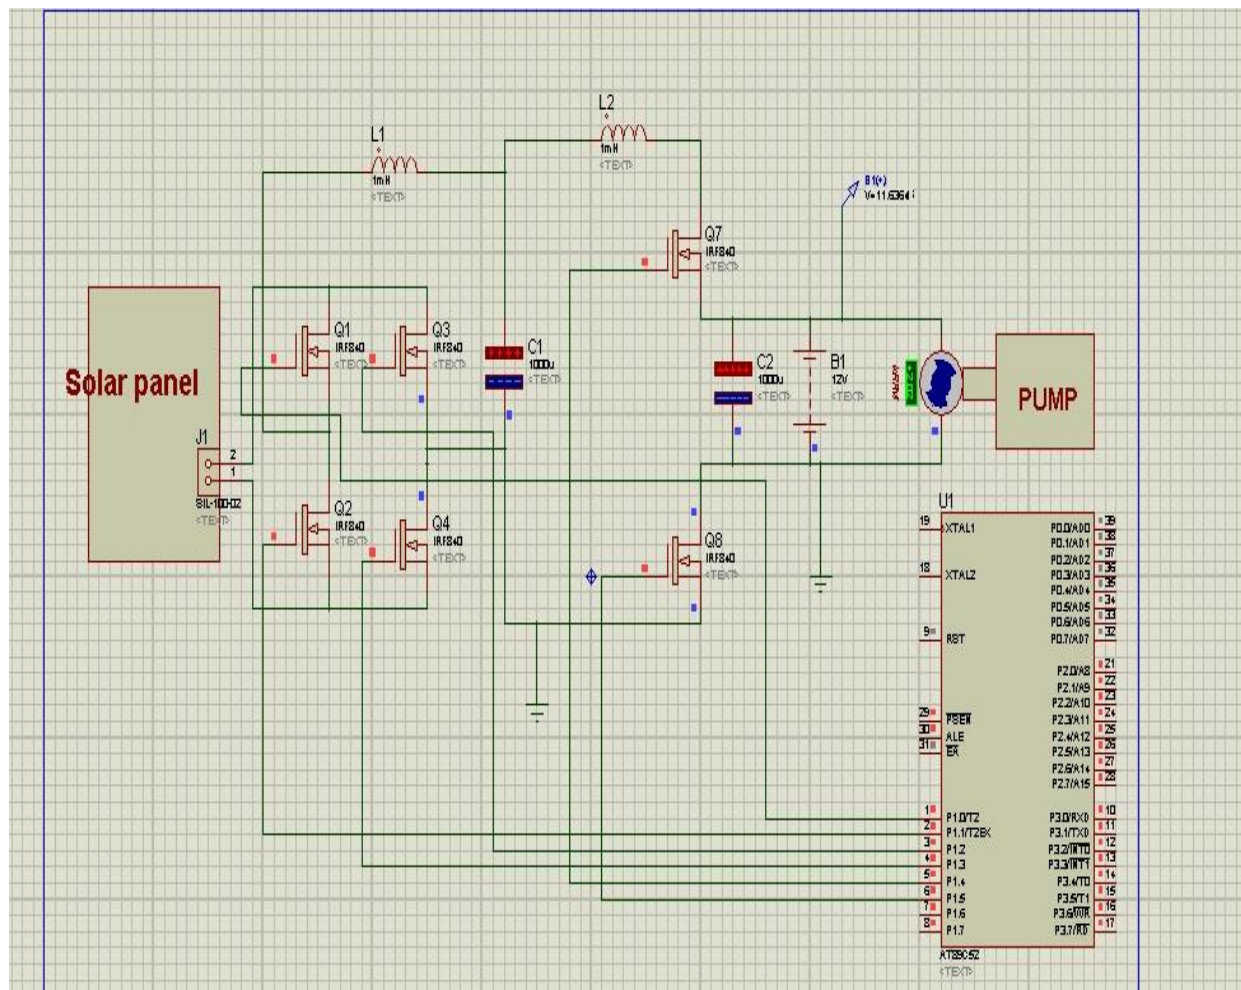 L2
1mH
<TEXT>
L1
1mH
<TEXT>
B1(+)
Q7
IRF840
<TEXT>
Solar panel
Q1
IRF840
<TEXT>
Q3
IRF840
<TEXT>
C1
1000u
<TEXT>
C2
1000u
<TEXT>
B1
12V
<TEXT>
PUMP
J1
2
1
SIL-100-02
<TEXT>
Q2
IRF840
<TEXT>
Q4
IRF840
<TEXT>
Q8
IRF840
<TEXT>
U1
19 XTAL1 P0.0/AD0 39
P0.1/AD1 38
P0.2/AD2 37
18 XTAL2 P0.3/AD3 36
P0.4/AD4 35
P0.5/AD5 34
P0.6/AD6 33
9 RST P0.7/AD7 32
P2.0/A8 21
P2.1/A9 22
P2.2/A10 23
29 PSEN P2.3/A11 24
30 ALE P2.4/A12 25
31 EA P2.5/A13 26
P2.6/A14 27
P2.7/A15 28
1 P1.0/T2 P3.0/RXD 10
2 P1.1/T2EX P3.1/TXD 11
3 P1.2 P3.2/INT0 12
4 P1.3 P3.3/INT1 13
5 P1.4 P3.4/T0 14
6 P1.5 P3.5/T1 15
7 P1.6 P3.6/WR 16
8 P1.7 P3.7/RD 17
AT89C52
<TEXT>